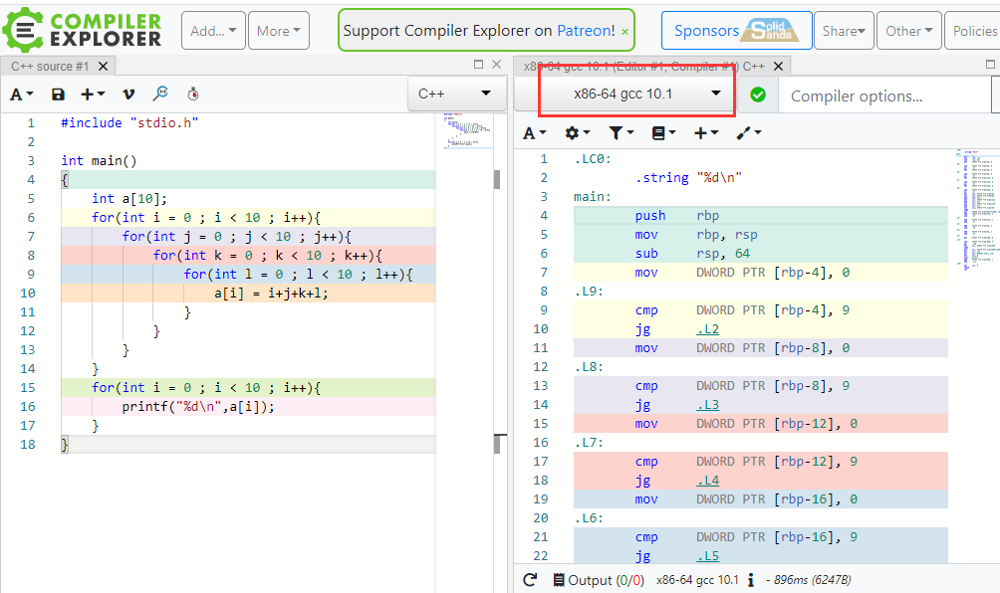 COMPILER
EXPLORER
Add...
More
Support Compiler Explorer on Patreon! ×
Sponsors
Solid
Sands
Share
Other
Policies
C++ source #1 X
A
C++
1 #include "stdio.h"
2
3 int main()
4 {
5 int a[10];
6 for(int i = 0 ; i < 10 ; i++){
7 for(int j = 0 ; j < 10 ; j++){
8 for(int k = 0 ; k < 10 ; k++){
9 for(int l = 0 ; l < 10 ; l++){
10 a[i] = i+j+k+l;
11 }
12 }
13 }
14 }
15 for(int i = 0 ; i < 10 ; i++){
16 printf("%d\n",a[i]);
17 }
18 }
x86-64 gcc 10.1 (Editor #1, Compiler #1) C++ X
x86-64 gcc 10.1
Compiler options...
A
1 .LC0:
2 .string "%d\n"
3 main:
4 push rbp
5 mov rbp, rsp
6 sub rsp, 64
7 mov DWORD PTR [rbp-4], 0
8 .L9:
9 cmp DWORD PTR [rbp-4], 9
10 jg .L2
11 mov DWORD PTR [rbp-8], 0
12 .L8:
13 cmp DWORD PTR [rbp-8], 9
14 jg .L3
15 mov DWORD PTR [rbp-12], 0
16 .L7:
17 cmp DWORD PTR [rbp-12], 9
18 jg .L4
19 mov DWORD PTR [rbp-16], 0
20 .L6:
21 cmp DWORD PTR [rbp-16], 9
22 jg .L5
Output (0/0) x86-64 gcc 10.1 i - 896ms (6247B)